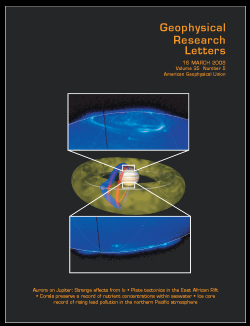 Geophysical
Research
Letters
16 MARCH 2008
Volume 35 Number 5
American Geophysical Union
Aurora on Jupiter: Strange effects from Io • Plate tectonics in the East African Rift
• Corals preserve a record of nutrient concentrations within seawater • Ice core
record of rising lead pollution in the northern Pacific atmosphere